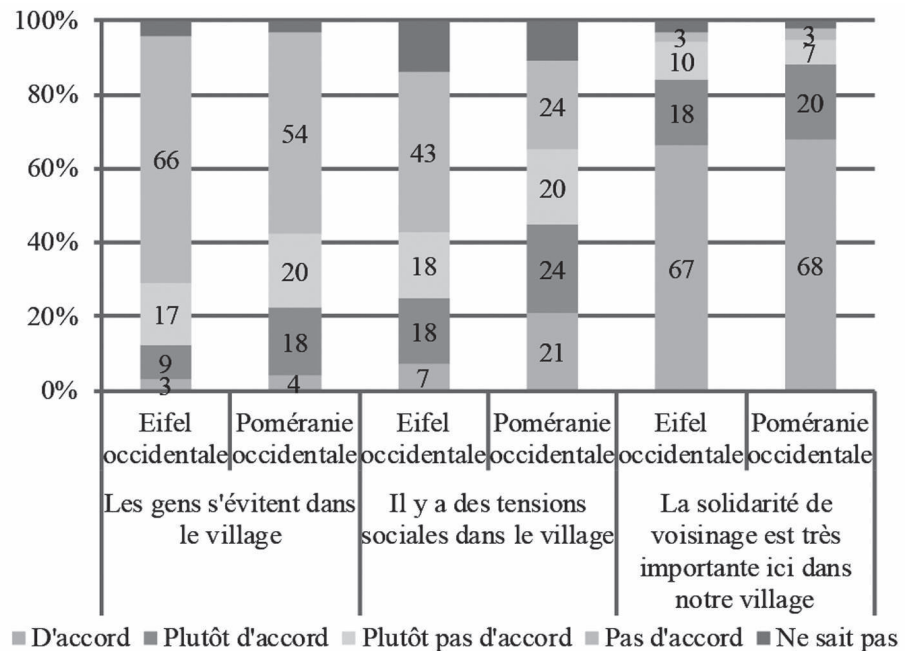 100%
80%
60%
40%
20%
0%
3 9 17 66
4 18 20 54
7 18 18 43
21 24 20 24
67 18 10 3
68 20 7 3
Eifel occidentale
Poméranie occidentale
Eifel occidentale
Poméranie occidentale
Eifel occidentale
Poméranie occidentale
Les gens s'évitent dans
le village
Il y a des tensions
sociales dans le village
La solidarité de
voisinage est très
importante ici dans
notre village
D'accord Plutôt d'accord Plutôt pas d'accord Pas d'accord Ne sait pas